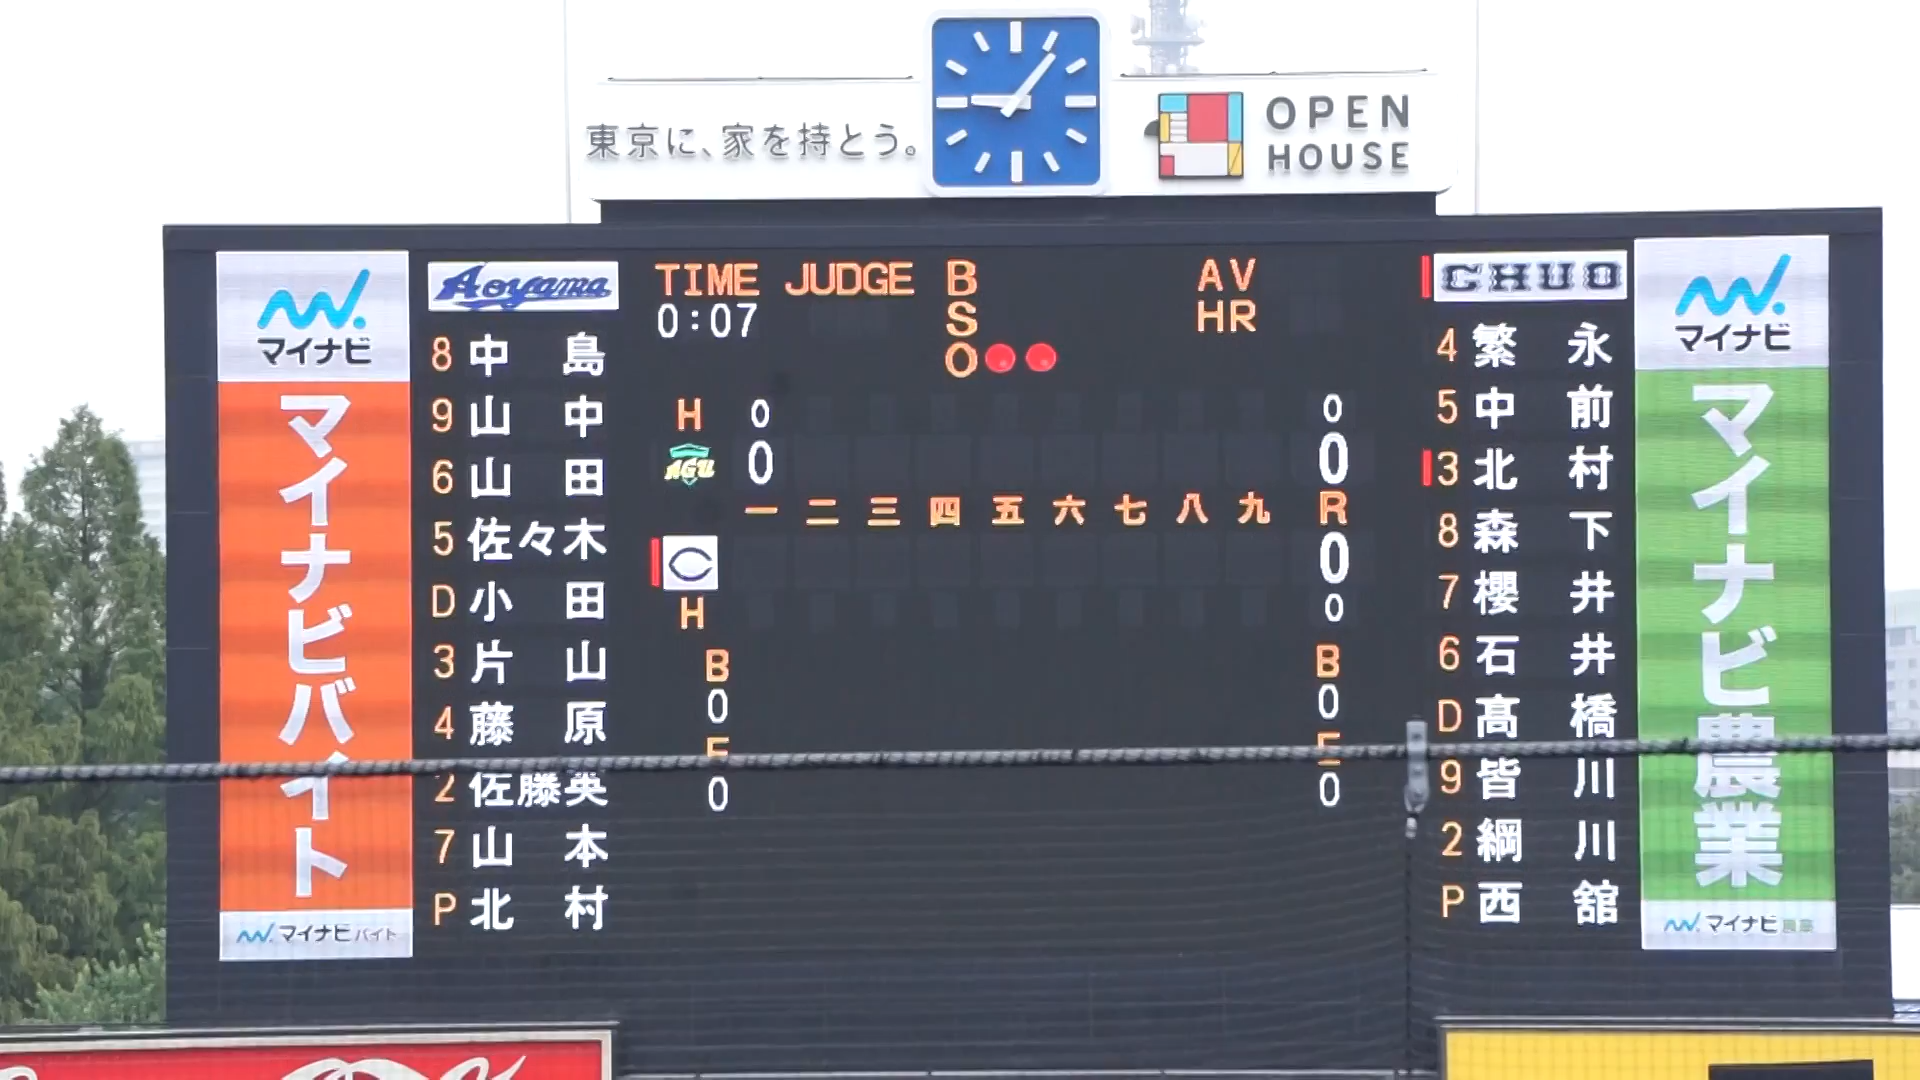 東京に、家を持とう。
OPEN
HOUSE
マイナビ
マイナビバイト
マイナビバイト
Aoyama
8 中島
9 山中
6 山田
5 佐々木
D 小田
3 片山
4 藤原
2 佐藤英
7 山本
P 北村
TIME JUDGE
0:07
B
S
O
AV
HR
H 0 0
AGU 0 0
一 二 三 四 五 六 七 八 九 R
C 0
H 0
B B
0 0
E E
0 0
CHUO
4 繁永
5 中前
3 北村
8 森下
7 櫻井
6 石井
D 髙橋
9 皆川
2 綱川
P 西舘
マイナビ
マイナビ農業
マイナビ農業